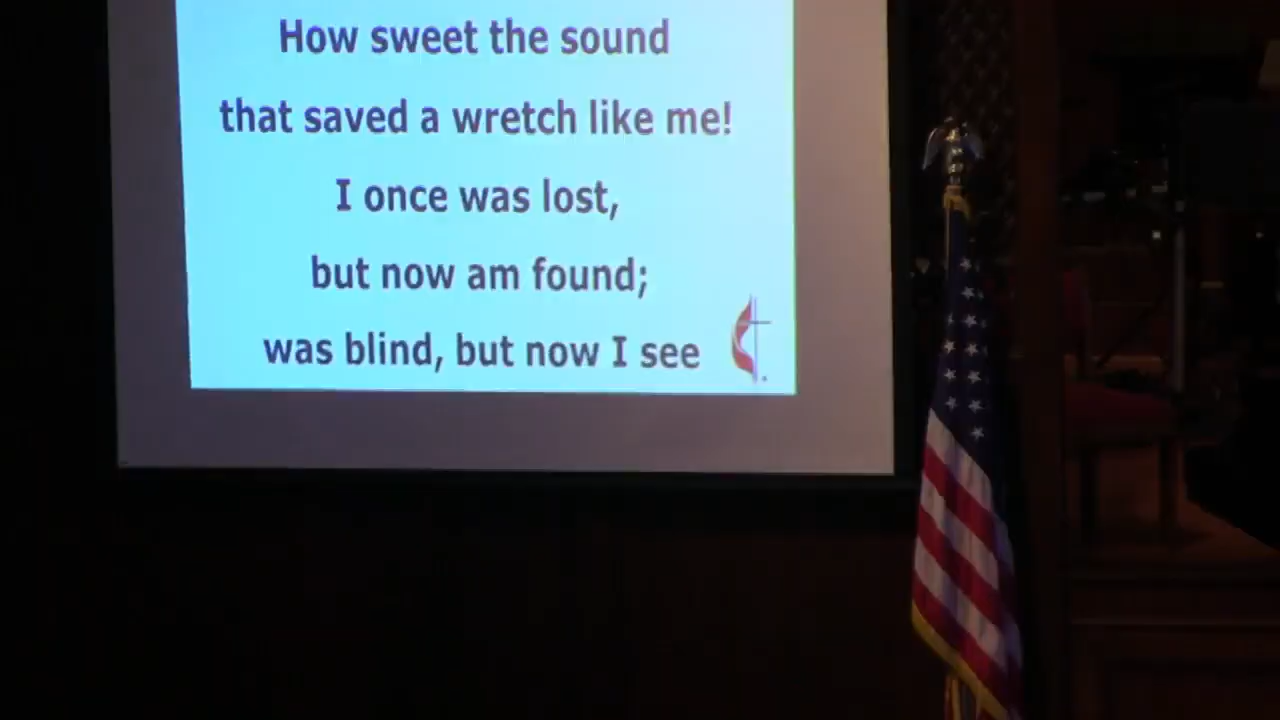 How sweet the sound
that saved a wretch like me!
I once was lost,
but now am found;
was blind, but now I see